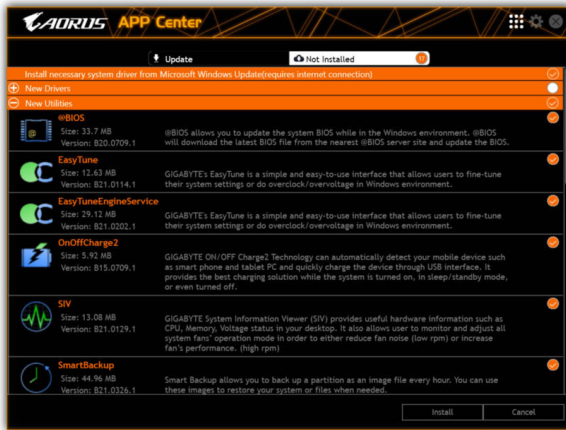 AORUS APP Center
Update
Not Installed
Install necessary system driver from Microsoft Windows Update(requires internet connection)
New Drivers
New Utilities
@BIOS
Size: 33.7 MB
Version: B20.0709.1
@BIOS allows you to update the system BIOS while in the Windows environment. @BIOS
will download the latest BIOS file from the nearest @BIOS server site and update the BIOS.
EasyTune
Size: 12.63 MB
Version: B21.0114.1
GIGABYTE's EasyTune is a simple and easy-to-use interface that allows users to fine-tune
their system settings or do overclock/overvoltage in Windows environment.
EasyTuneEngineService
Size: 29.12 MB
Version: B21.0202.1
GIGABYTE's EasyTune is a simple and easy-to-use interface that allows users to fine-tune
their system settings or do overclock/overvoltage in Windows environment.
OnOffCharge2
Size: 5.92 MB
Version: B15.0709.1
GIGABYTE ON/OFF Charge2 Technology can automatically detect your mobile device such
as smart phone and tablet PC and quickly charge the device through USB interface. It
provides the best charging solution while the system is turned on, in sleep/standby mode,
or even turned off.
SIV
Size: 13.08 MB
Version: B21.0129.1
GIGABYTE System Information Viewer (SIV) provides useful hardware information such as
CPU, Memory, Voltage status in your desktop. It also allows user to monitor and adjust all
system fans' operation mode in order to either reduce fan noise (low rpm) or increase
fan's performance. (high rpm)
SmartBackup
Size: 44.96 MB
Version: B21.0326.1
Smart Backup allows you to back up a partition as an image file every hour. You can use
these images to restore your system or files when needed.
Install
Cancel